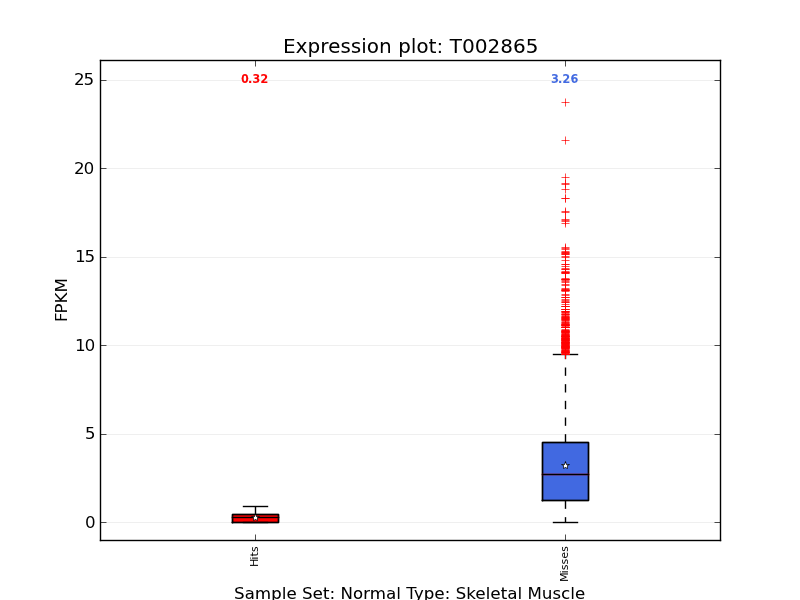 Expression plot: T002865
0.32
3.26
25
20
15
10
5
0
FPKM
Hits
Misses
Sample Set: Normal Type: Skeletal Muscle